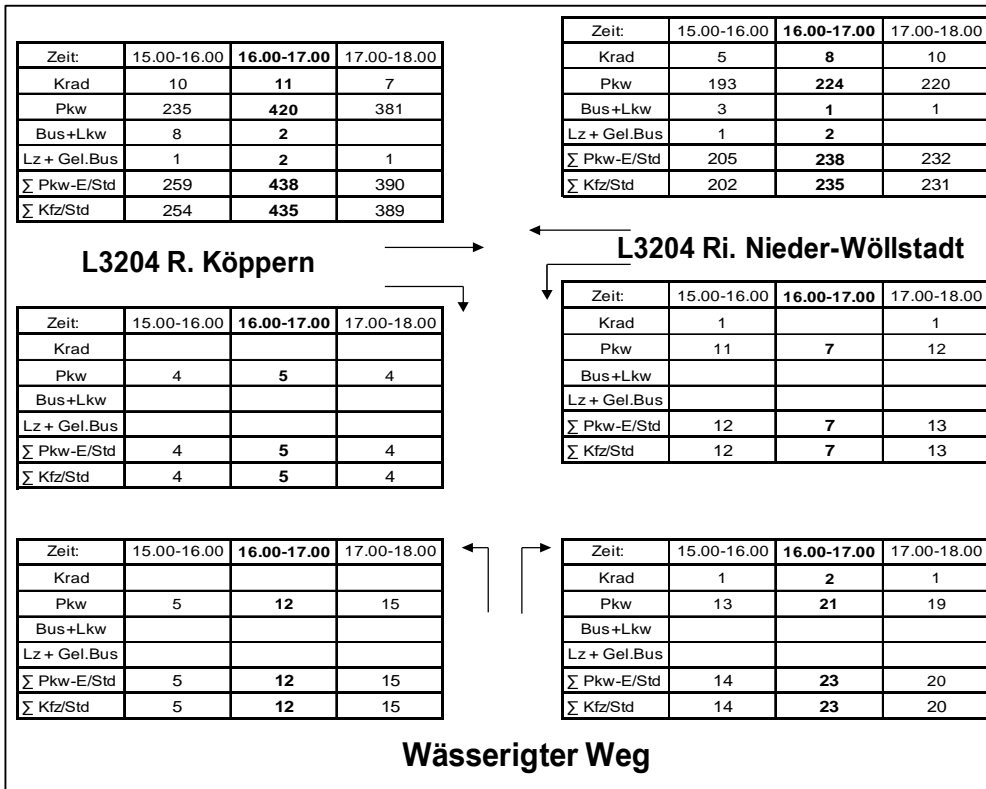 Zeit: 15.00-16.00 16.00-17.00 17.00-18.00
Krad 10 11 7
Pkw 235 420 381
Bus+Lkw 8 2
Lz + Gel.Bus 1 2 1
∑ Pkw-E/Std 259 438 390
∑ Kfz/Std 254 435 389
Zeit: 15.00-16.00 16.00-17.00 17.00-18.00
Krad 5 8 10
Pkw 193 224 220
Bus+Lkw 3 1 1
Lz + Gel.Bus 1 2
∑ Pkw-E/Std 205 238 232
∑ Kfz/Std 202 235 231
L3204 R. Köppern
L3204 Ri. Nieder-Wöllstadt
Zeit: 15.00-16.00 16.00-17.00 17.00-18.00
Krad
Pkw 4 5 4
Bus+Lkw
Lz + Gel.Bus
∑ Pkw-E/Std 4 5 4
∑ Kfz/Std 4 5 4
Zeit: 15.00-16.00 16.00-17.00 17.00-18.00
Krad 1 1
Pkw 11 7 12
Bus+Lkw
Lz + Gel.Bus
∑ Pkw-E/Std 12 7 13
∑ Kfz/Std 12 7 13
Zeit: 15.00-16.00 16.00-17.00 17.00-18.00
Krad
Pkw 5 12 15
Bus+Lkw
Lz + Gel.Bus
∑ Pkw-E/Std 5 12 15
∑ Kfz/Std 5 12 15
Zeit: 15.00-16.00 16.00-17.00 17.00-18.00
Krad 1 2 1
Pkw 13 21 19
Bus+Lkw
Lz + Gel.Bus
∑ Pkw-E/Std 14 23 20
∑ Kfz/Std 14 23 20
Wässerigter Weg